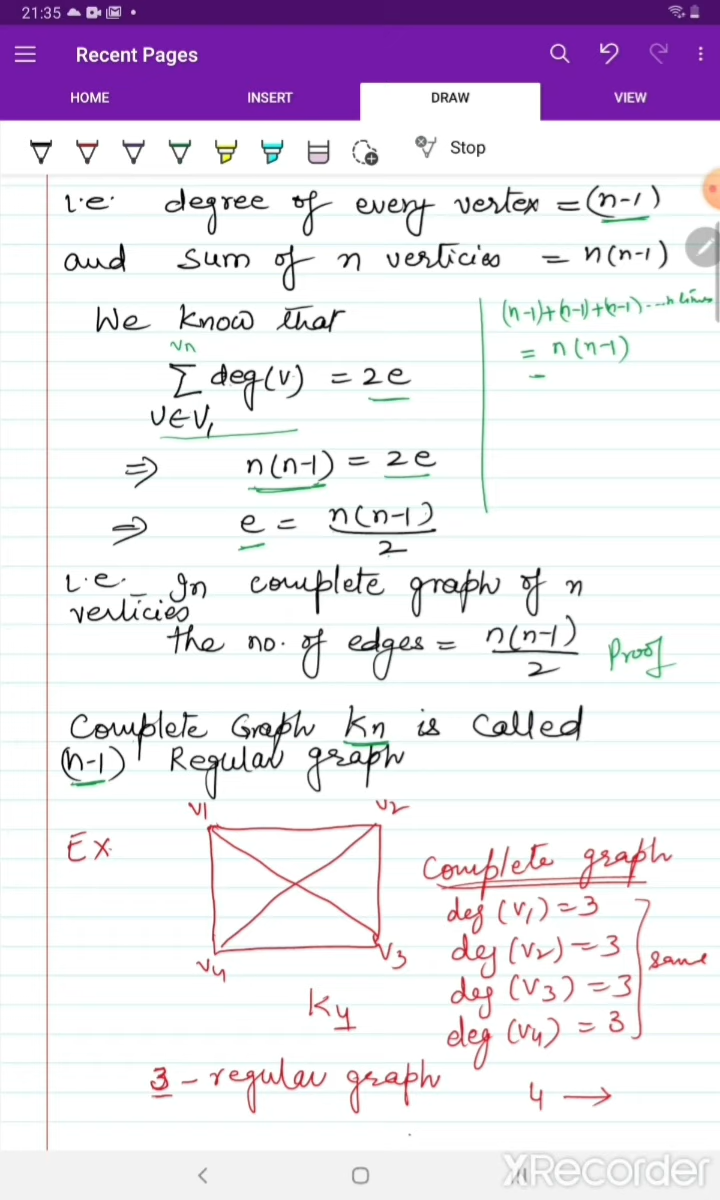 21:35
Recent Pages
HOME INSERT DRAW VIEW
Stop
i.e. degree of every vertex = (n-1)
and sum of n verticies = n(n-1)
We know that
(n-1)+(n-1)+(n-1)....n times
= n(n-1)
vn
Σ deg(v) = 2e
V∈V1
⇒ n(n-1) = 2e
⇒ e = n(n-1)/2
i.e. In complete graph of n
verticies
the no. of edges = n(n-1)/2 Proof
Complete Graph Kn is called
(n-1) Regular graph
Ex.
V1 V2
V4 V3
K4
Complete graph
deg (V1) = 3
deg (V2) = 3
deg (V3) = 3
deg (V4) = 3
same
3 - regular graph
4 →
XRecorder